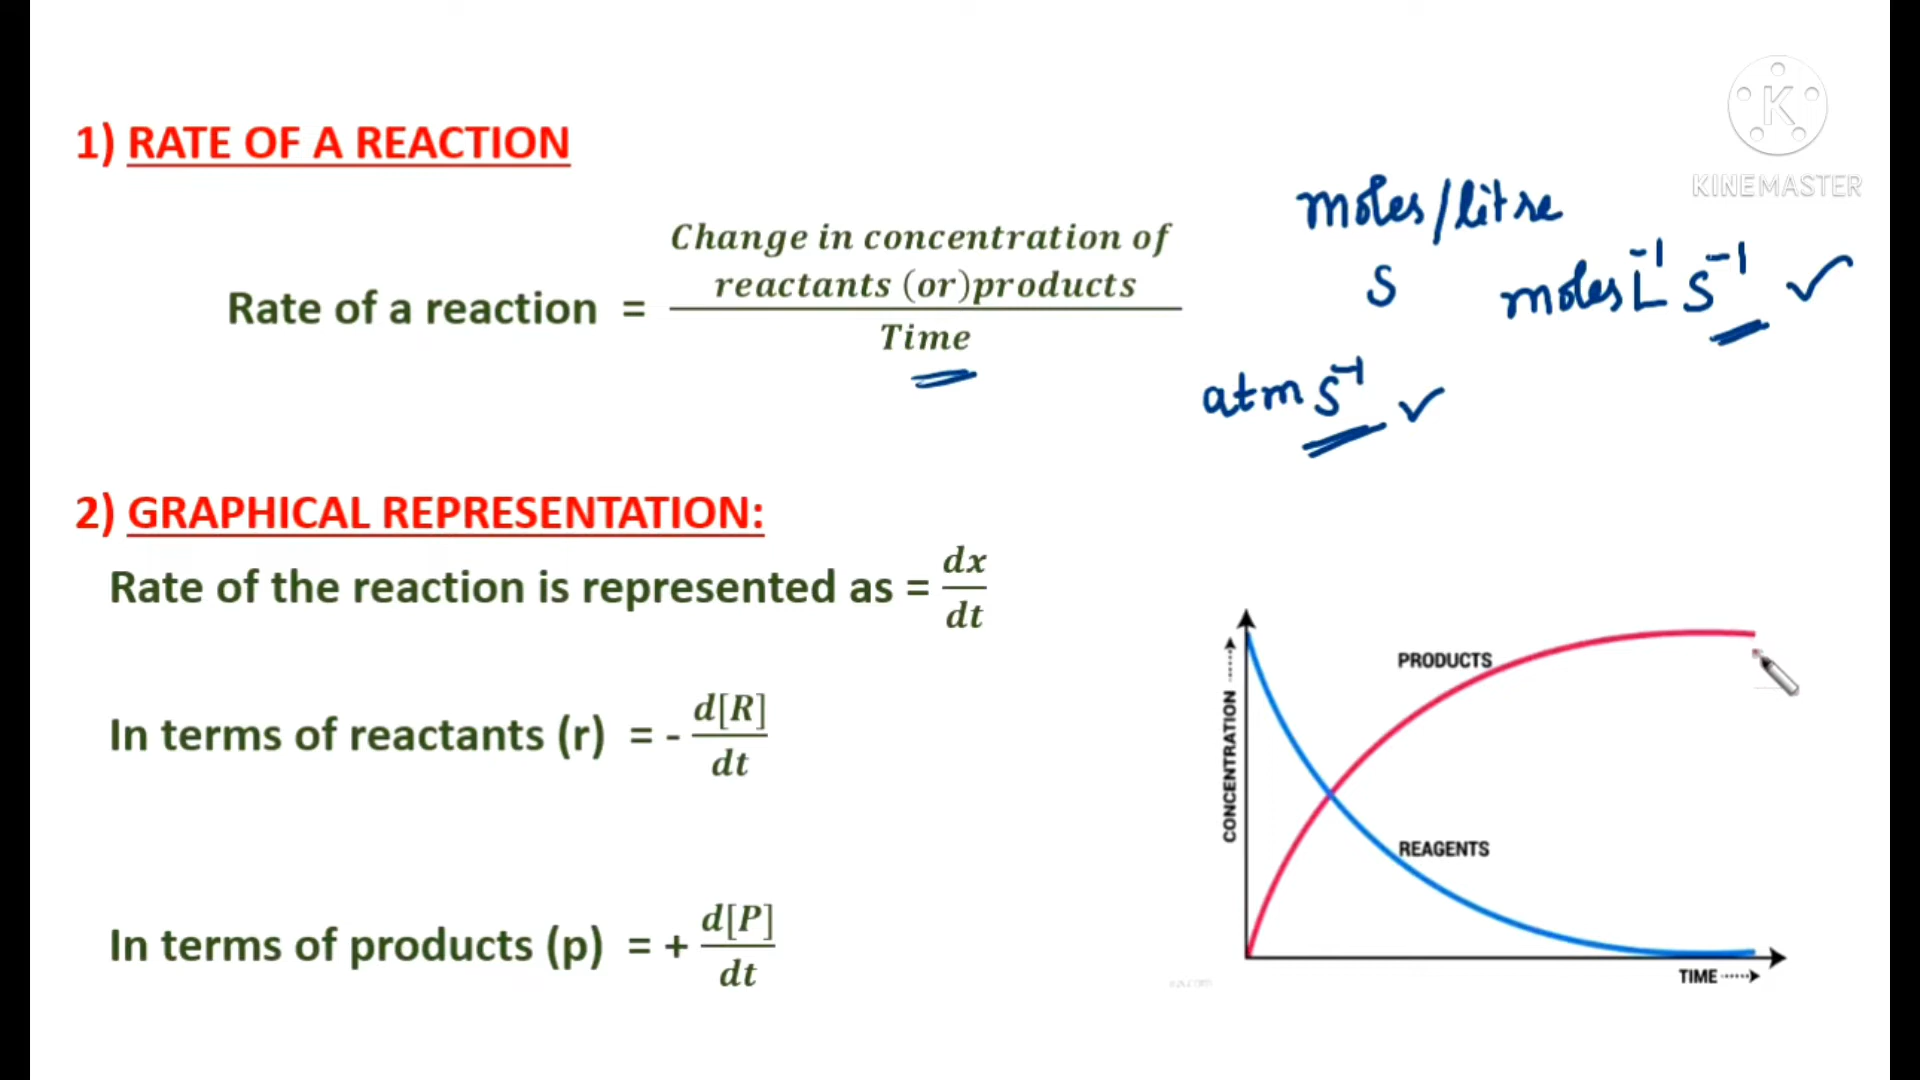 K
KINEMASTER
1) RATE OF A REACTION
Rate of a reaction = Change in concentration of
reactants (or)products
Time
moles/litre
S
moles L⁻¹ S⁻¹ ✓
atm S⁻¹ ✓
2) GRAPHICAL REPRESENTATION:
Rate of the reaction is represented as = dx
dt
In terms of reactants (r) = - d[R]
dt
In terms of products (p) = + d[P]
dt
CONCENTRATION
PRODUCTS
REAGENTS
TIME